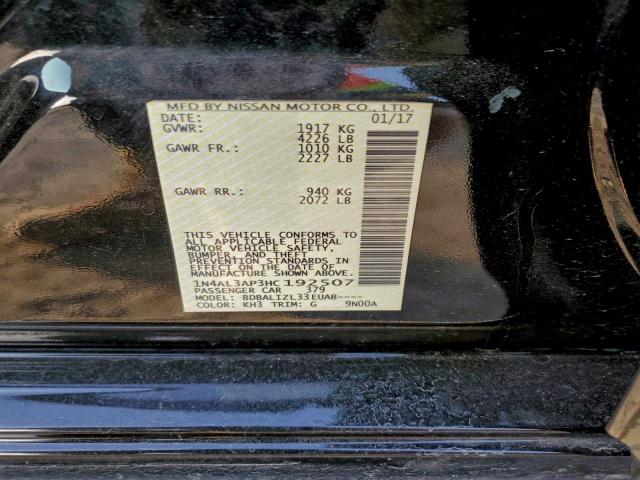 MFD BY NISSAN MOTOR CO., LTD.
DATE: 01/17
GVWR: 1917 KG
4226 LB
GAWR FR.: 1010 KG
2227 LB
GAWR RR.: 940 KG
2072 LB
THIS VEHICLE CONFORMS TO
ALL APPLICABLE FEDERAL
MOTOR VEHICLE SAFETY,
BUMPER, AND THEFT
PREVENTION STANDARDS IN
EFFECT ON THE DATE OF
MANUFACTURE SHOWN ABOVE.
1N4AL3AP3HC192507
PASSENGER CAR 379
MODEL: BDBALIZL33EUAB----
COLOR: KH3 TRIM: G 9N00A